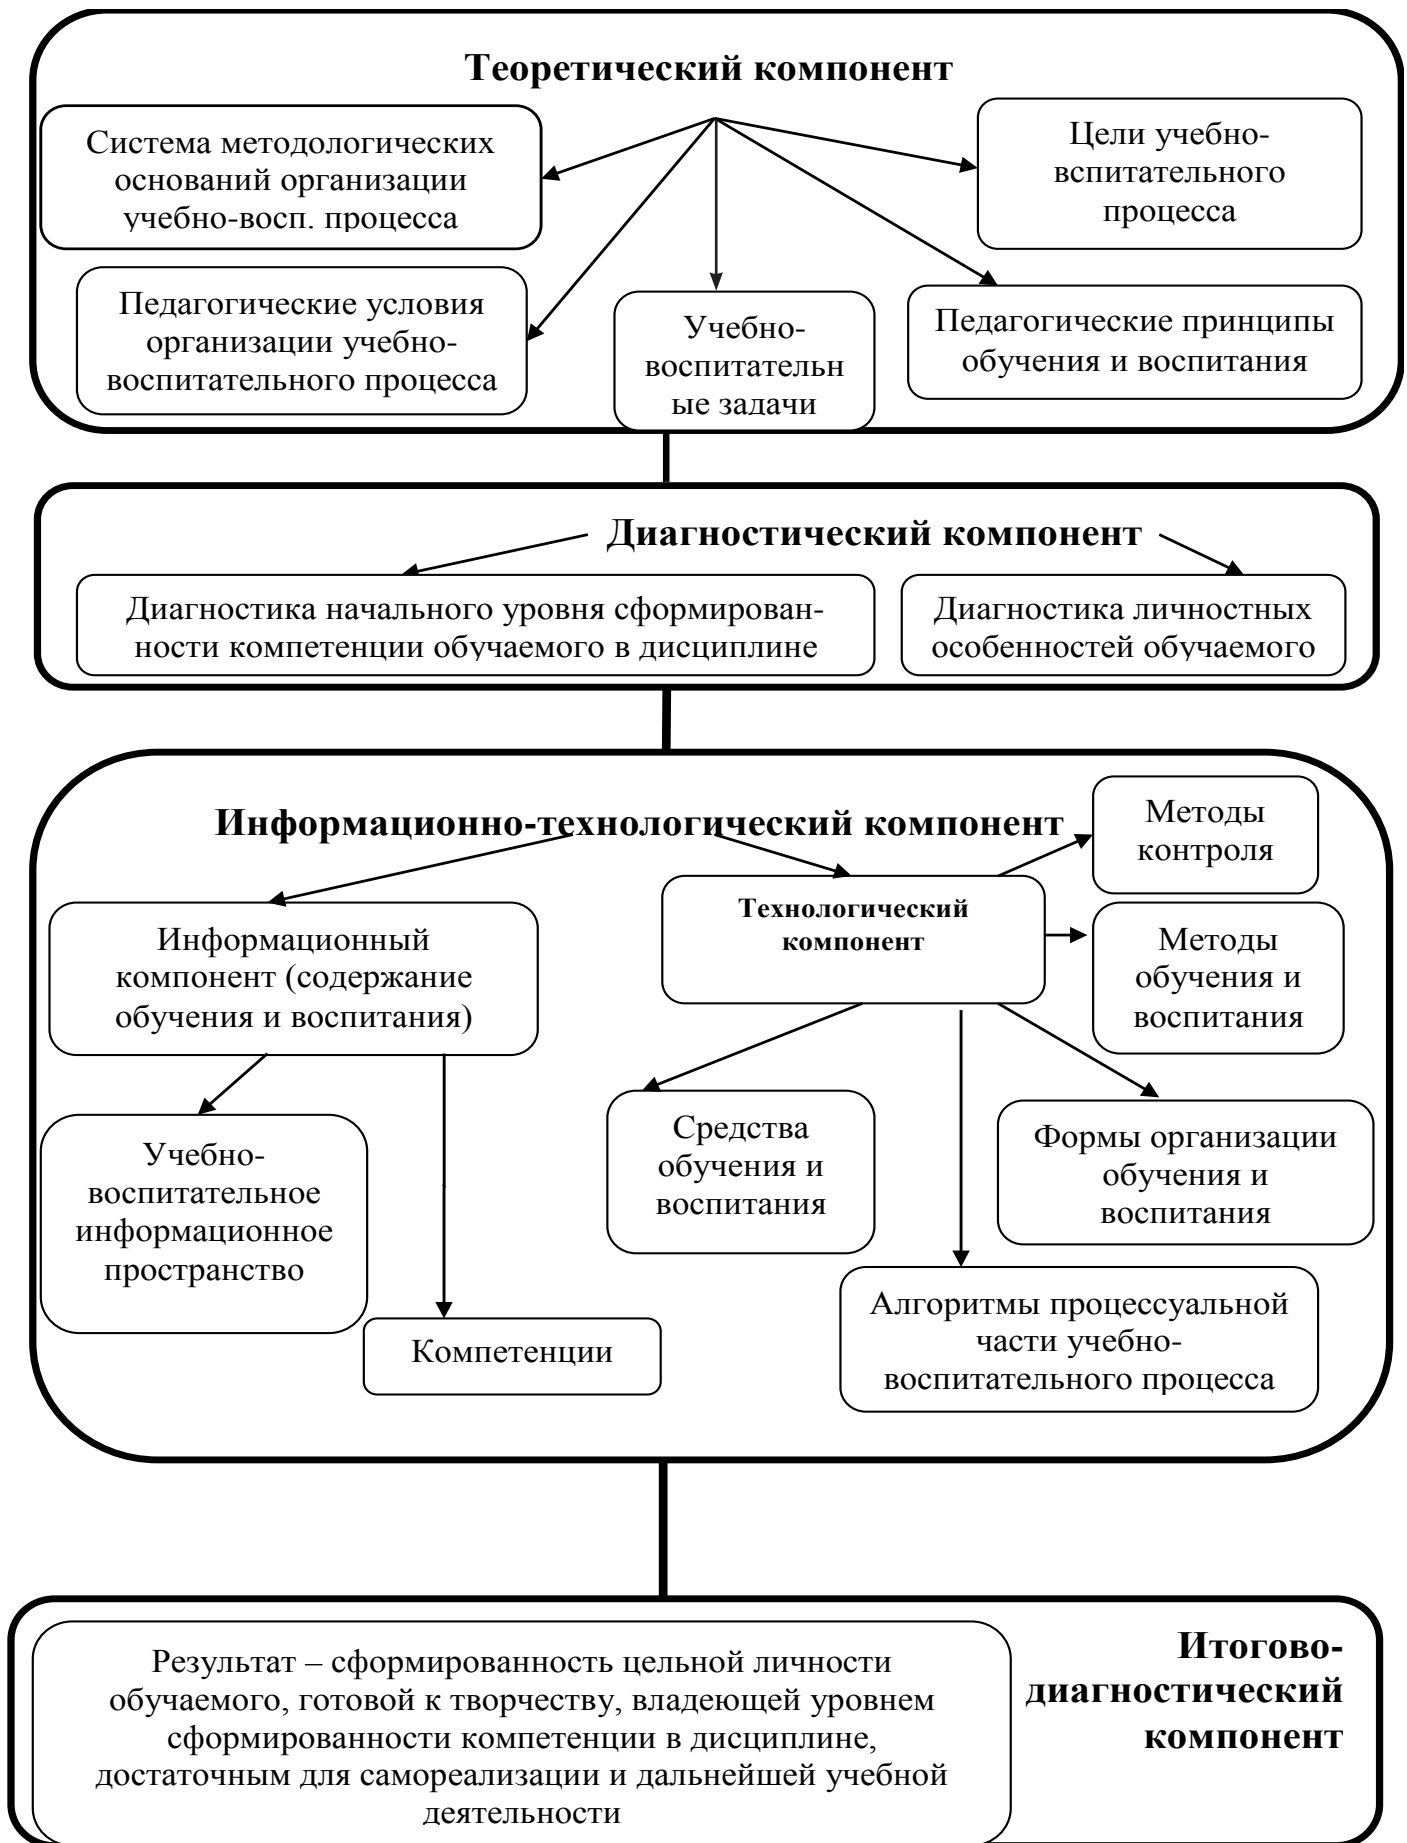 Теоретический компонент
Система методологических
оснований организации
учебно-восп. процесса
Цели учебно-
вспитательного
процесса
Педагогические условия
организации учебно-
воспитательного процесса
Учебно-
воспитательн
ые задачи
Педагогические принципы
обучения и воспитания
Диагностический компонент
Диагностика начального уровня сформирован-
ности компетенции обучаемого в дисциплине
Диагностика личностных
особенностей обучаемого
Информационно-технологический компонент
Методы
контроля
Технологический
компонент
Информационный
компонент (содержание
обучения и воспитания)
Методы
обучения и
воспитания
Учебно-
воспитательное
информационное
пространство
Средства
обучения и
воспитания
Формы организации
обучения и
воспитания
Компетенции
Алгоритмы процессуальной
части учебно-
воспитательного процесса
Результат – сформированность цельной личности
обучаемого, готовой к творчеству, владеющей уровнем
сформированности компетенции в дисциплине,
достаточным для самореализации и дальнейшей учебной
деятельности
Итогово-
диагностический
компонент